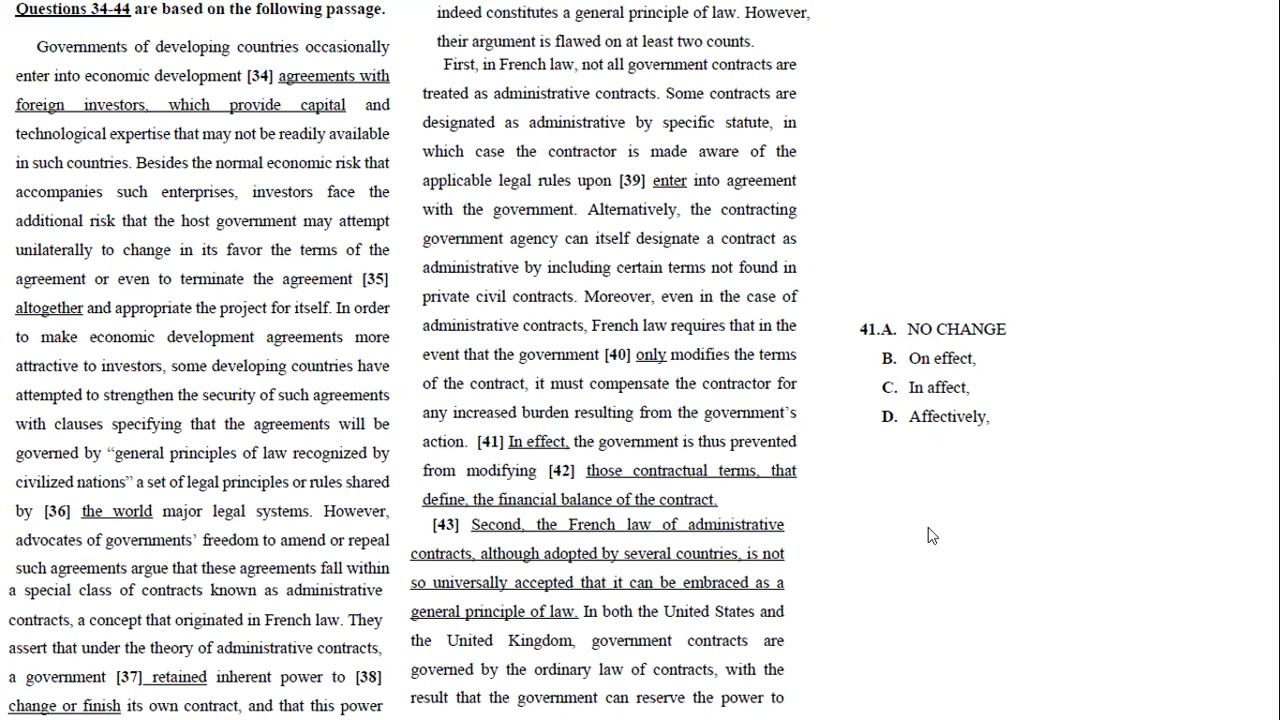 Questions 34-44 are based on the following passage.
Governments of developing countries occasionally
enter into economic development [34] agreements with
foreign investors, which provide capital and
technological expertise that may not be readily available
in such countries. Besides the normal economic risk that
accompanies such enterprises, investors face the
additional risk that the host government may attempt
unilaterally to change in its favor the terms of the
agreement or even to terminate the agreement [35]
altogether and appropriate the project for itself. In order
to make economic development agreements more
attractive to investors, some developing countries have
attempted to strengthen the security of such agreements
with clauses specifying that the agreements will be
governed by “general principles of law recognized by
civilized nations” a set of legal principles or rules shared
by [36] the world major legal systems. However,
advocates of governments’ freedom to amend or repeal
such agreements argue that these agreements fall within
a special class of contracts known as administrative
contracts, a concept that originated in French law. They
assert that under the theory of administrative contracts,
a government [37] retained inherent power to [38]
change or finish its own contract, and that this power
indeed constitutes a general principle of law. However,
their argument is flawed on at least two counts.
First, in French law, not all government contracts are
treated as administrative contracts. Some contracts are
designated as administrative by specific statute, in
which case the contractor is made aware of the
applicable legal rules upon [39] enter into agreement
with the government. Alternatively, the contracting
government agency can itself designate a contract as
administrative by including certain terms not found in
private civil contracts. Moreover, even in the case of
administrative contracts, French law requires that in the
event that the government [40] only modifies the terms
of the contract, it must compensate the contractor for
any increased burden resulting from the government’s
action. [41] In effect, the government is thus prevented
from modifying [42] those contractual terms, that
define, the financial balance of the contract.
[43] Second, the French law of administrative
contracts, although adopted by several countries, is not
so universally accepted that it can be embraced as a
general principle of law. In both the United States and
the United Kingdom, government contracts are
governed by the ordinary law of contracts, with the
result that the government can reserve the power to
41.A. NO CHANGE
B. On effect,
C. In affect,
D. Affectively,